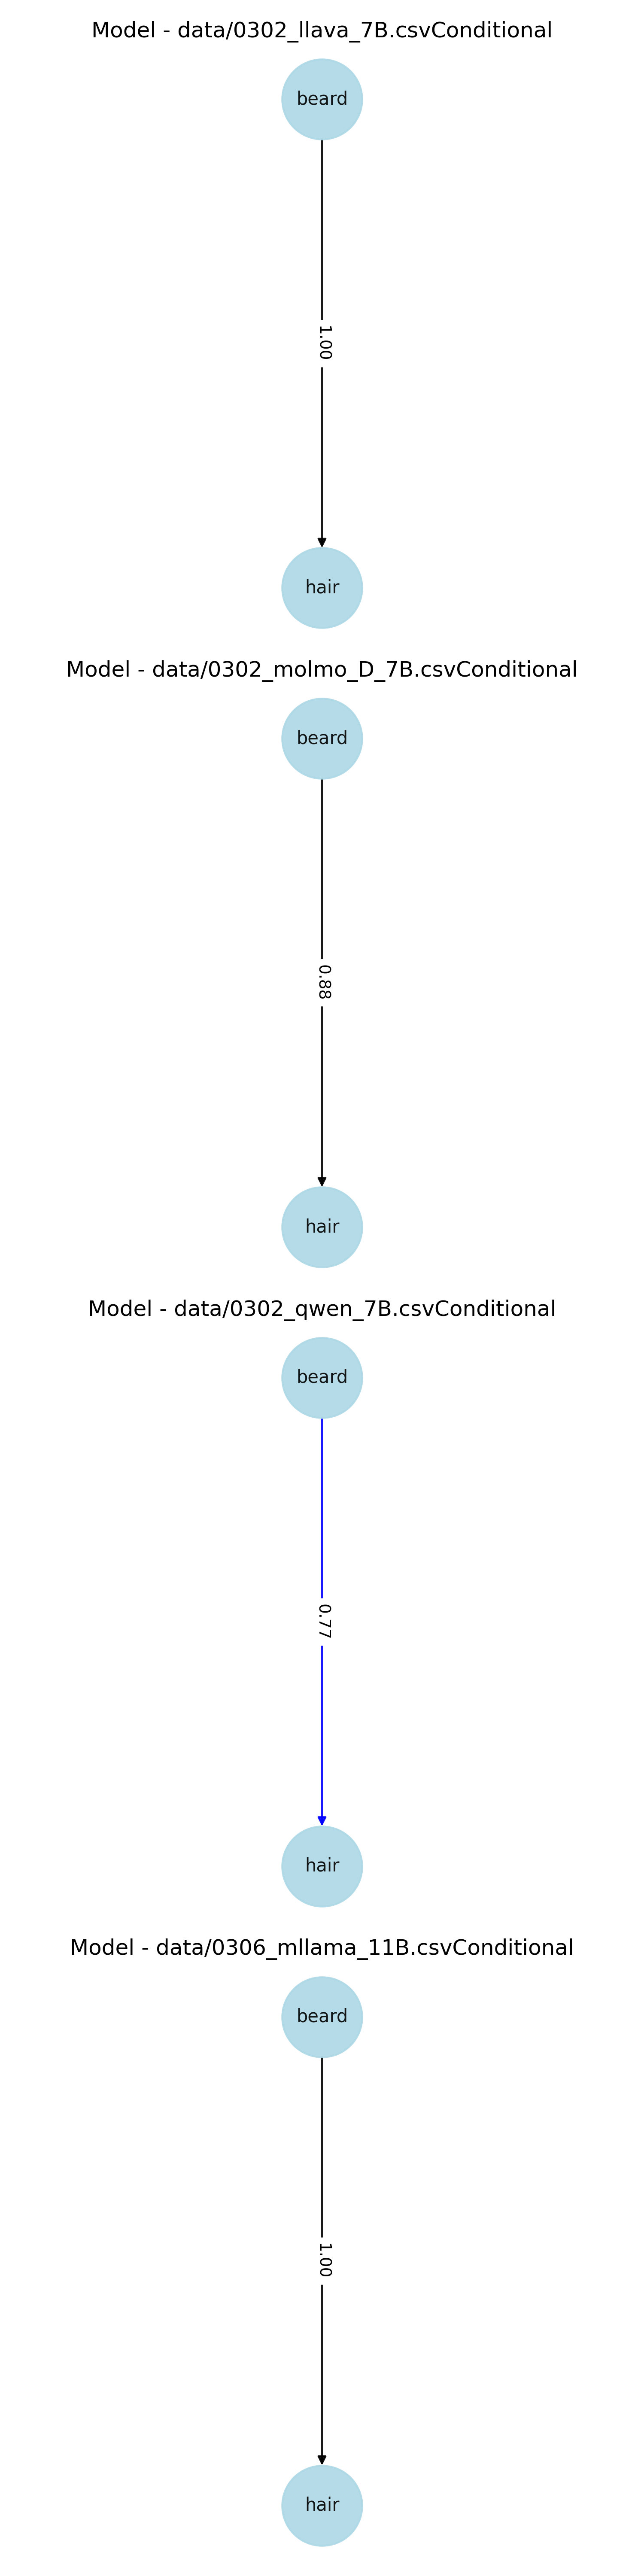 Model - data/0302_llava_7B.csvConditional
beard
1.00
hair
Model - data/0302_molmo_D_7B.csvConditional
beard
0.88
hair
Model - data/0302_qwen_7B.csvConditional
beard
0.77
hair
Model - data/0306_mllama_11B.csvConditional
beard
1.00
hair